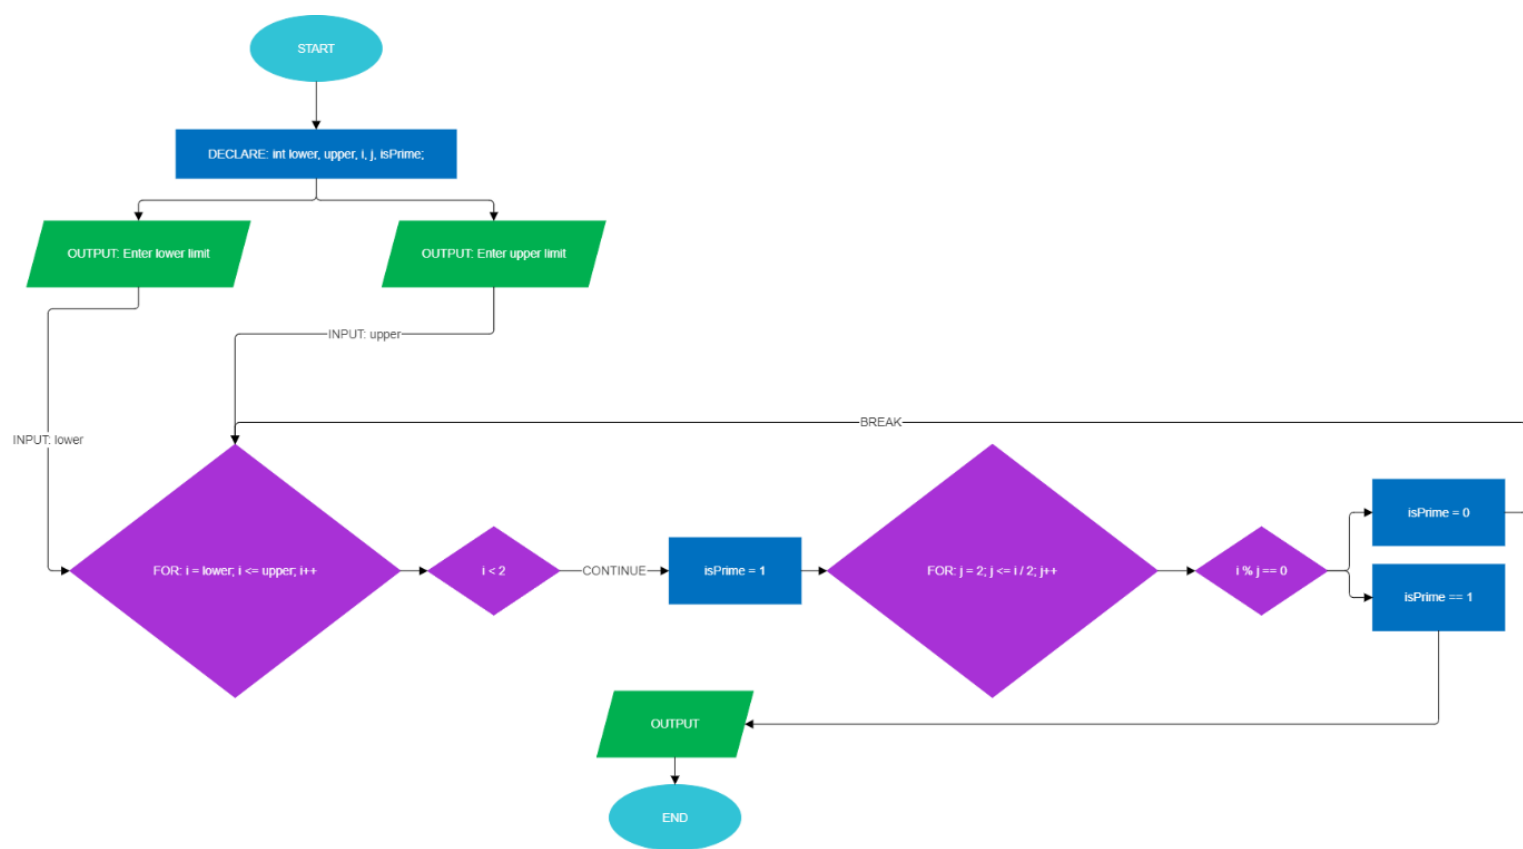 START
DECLARE: int lower, upper, i, j, isPrime;
OUTPUT: Enter lower limit
OUTPUT: Enter upper limit
INPUT: upper
INPUT: lower
BREAK
FOR: i = lower; i <= upper; i++
i < 2
CONTINUE
isPrime = 1
FOR: j = 2; j <= i / 2; j++
i % j == 0
isPrime = 0
isPrime == 1
OUTPUT
END